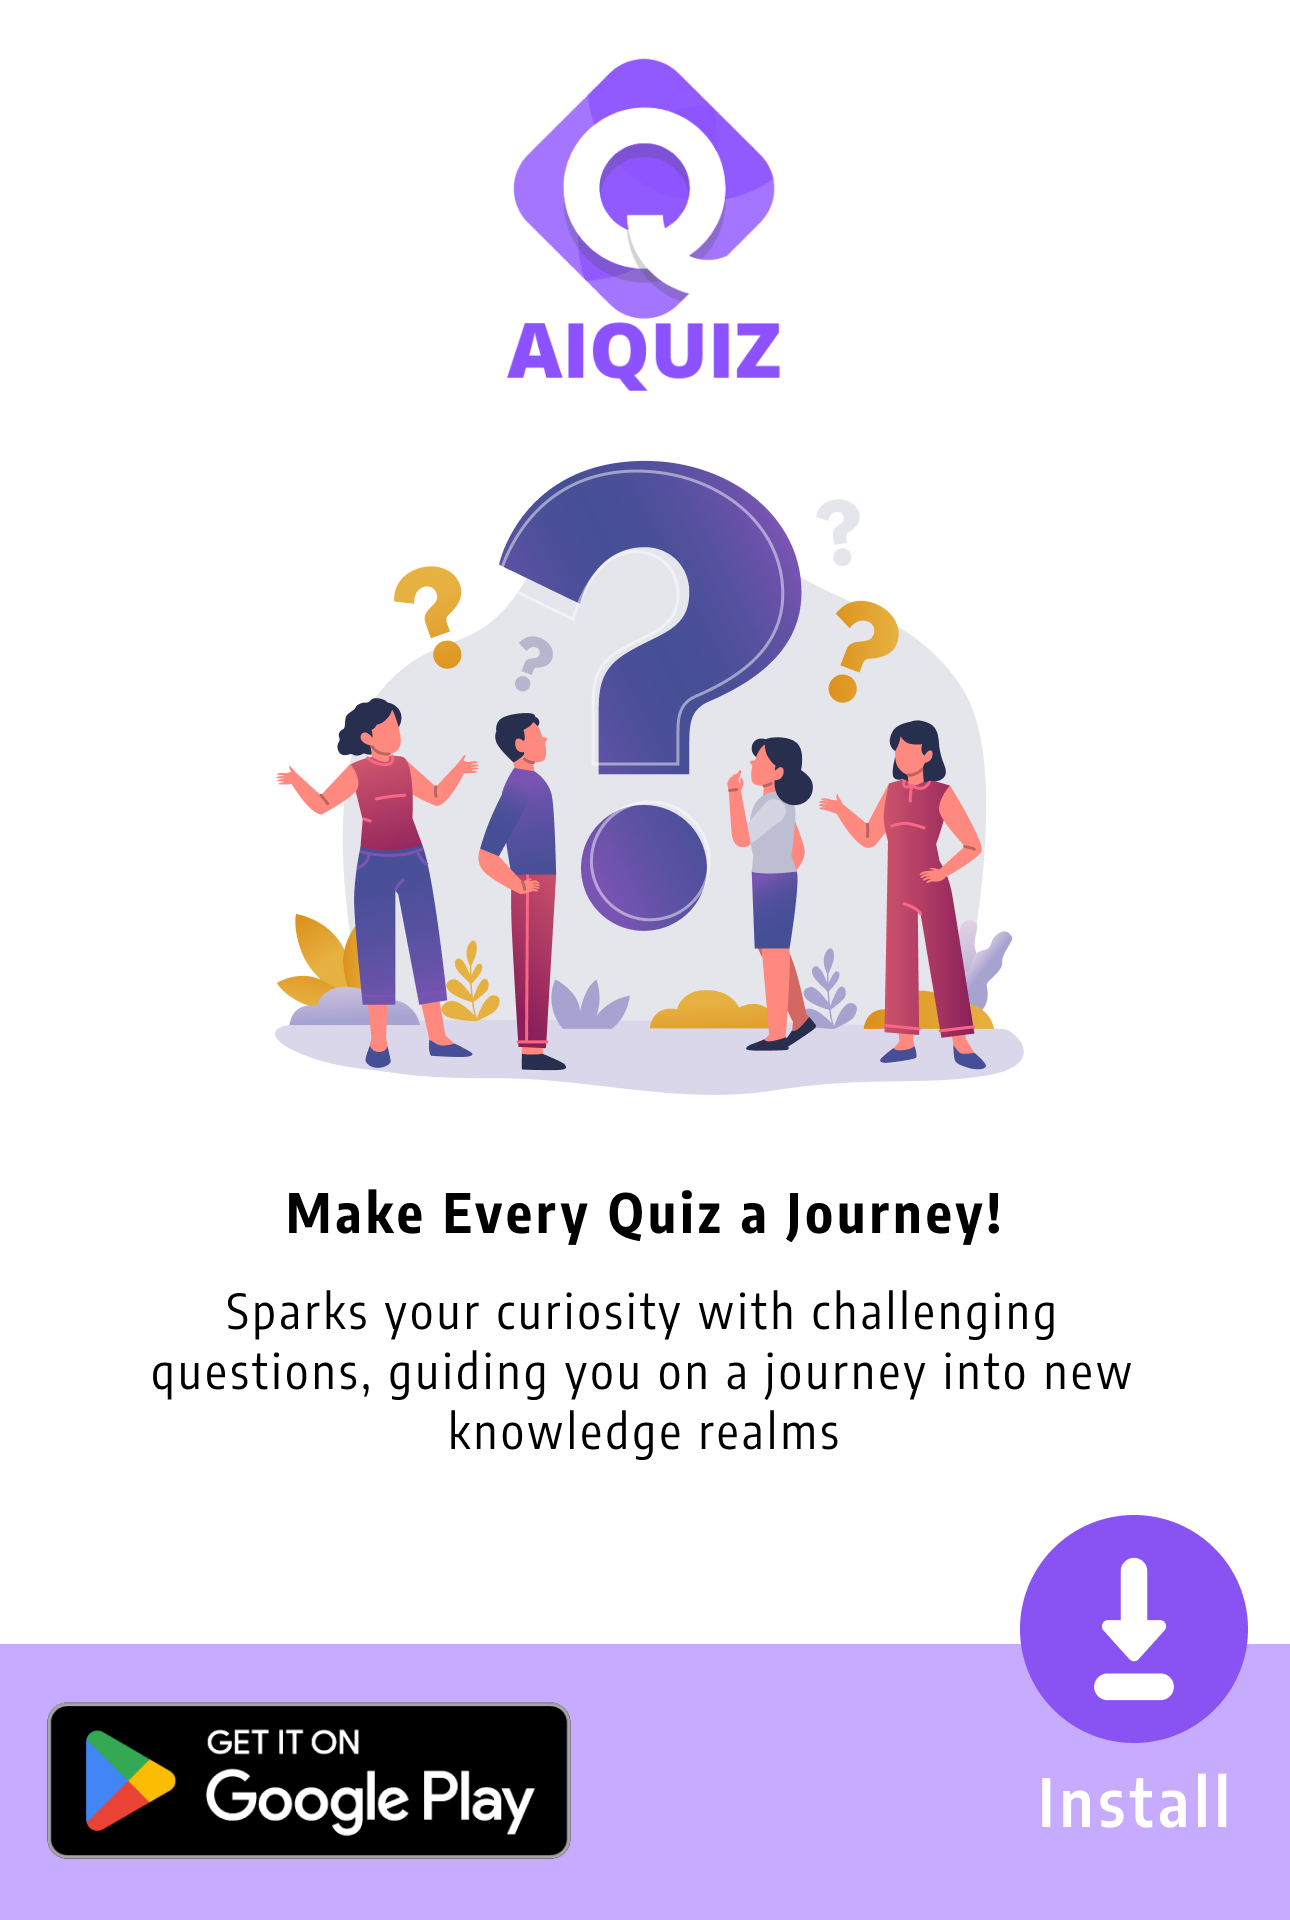 AIQUIZ
Make Every Quiz a Journey!
Sparks your curiosity with challenging
questions, guiding you on a journey into new
knowledge realms
GET IT ON
Google Play
Install